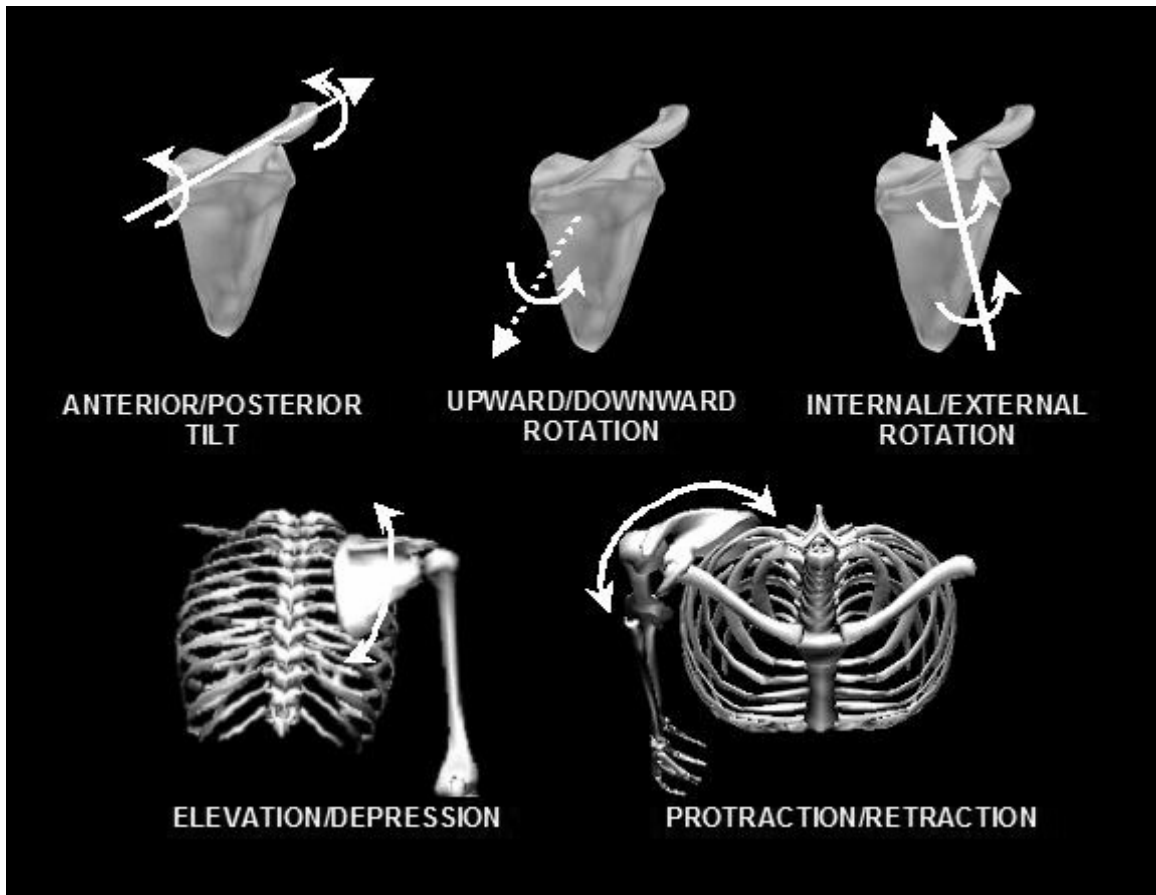 ANTERIOR/POSTERIOR
TILT
UPWARD/DOWNWARD
ROTATION
INTERNAL/EXTERNAL
ROTATION
ELEVATION/DEPRESSION
PROTRACTION/RETRACTION